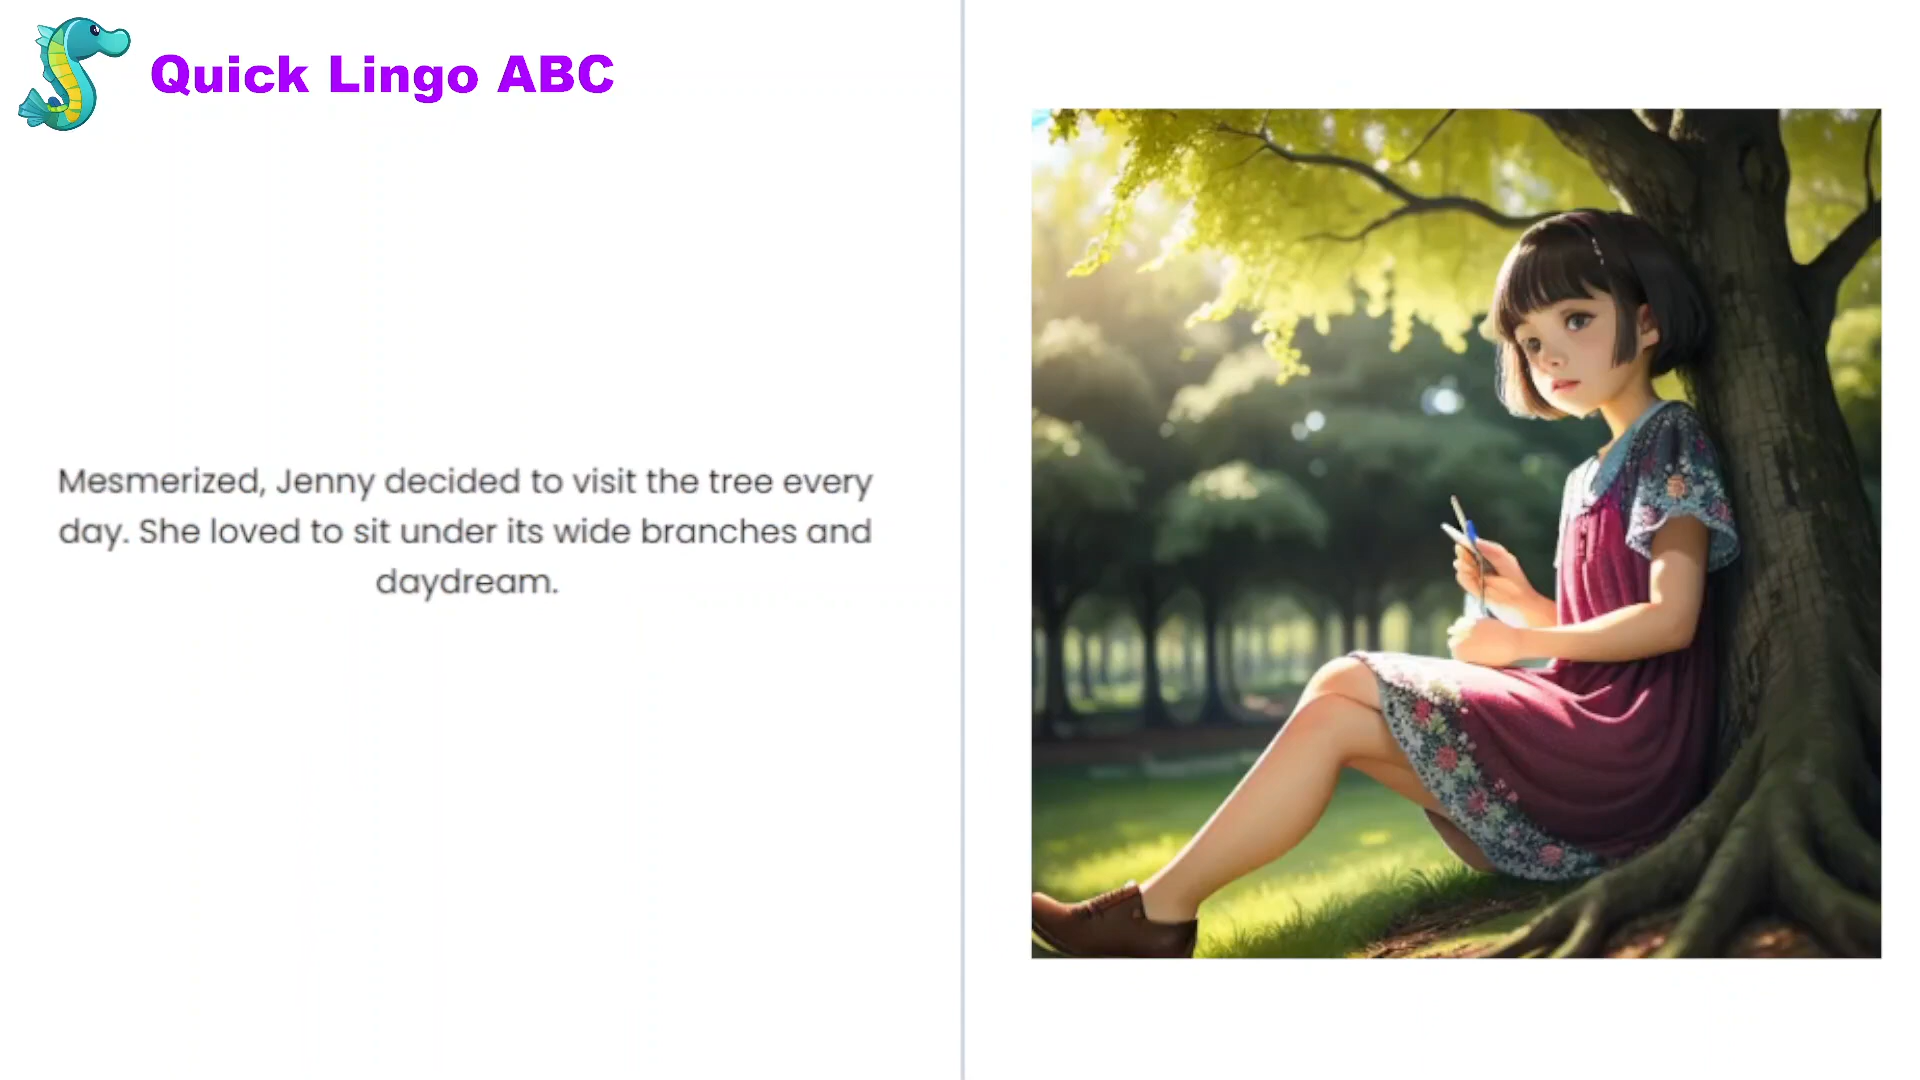 Quick Lingo ABC
Mesmerized, Jenny decided to visit the tree every
day. She loved to sit under its wide branches and
daydream.